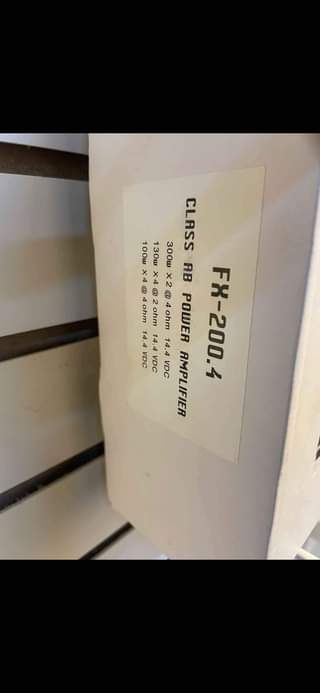 FX-200.4
CLASS AB POWER AMPLIFIER
300w X 2 @ 4 ohm 14.4 VDC
130w X 4 @ 2 ohm 14.4 VDC
100w X 4 @ 4 ohm 14.4 VDC